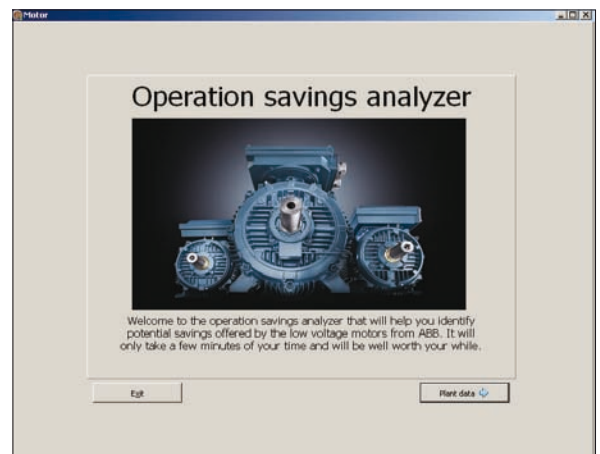 Motor
Operation savings analyzer
Welcome to the operation savings analyzer that will help you identify
potential savings offered by the low voltage motors from ABB. It will
only take a few minutes of your time and will be well worth your while.
Exit
Plant data